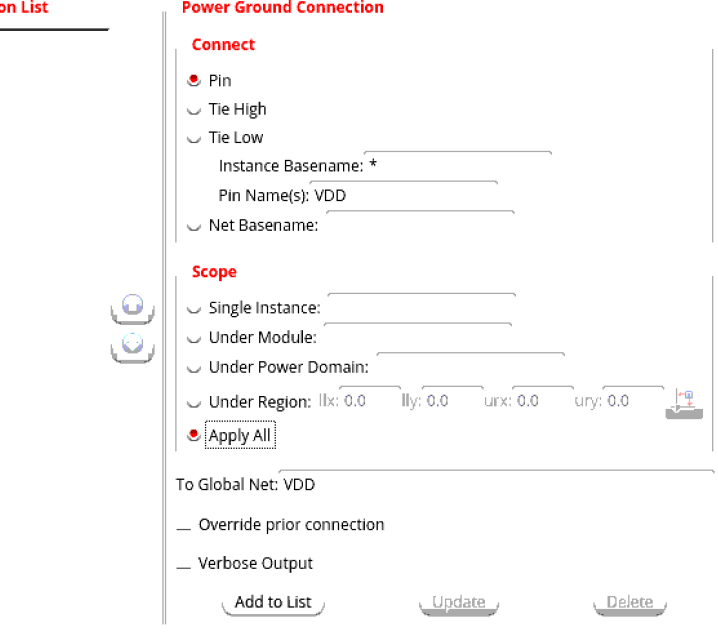 on List
Power Ground Connection
Connect
Pin
Tie High
Tie Low
Instance Basename: *
Pin Name(s): VDD
Net Basename:
Scope
Single Instance:
Under Module:
Under Power Domain:
Under Region: llx: 0.0 lly: 0.0 urx: 0.0 ury: 0.0
Apply All
To Global Net: VDD
Override prior connection
Verbose Output
Add to List Update Delete